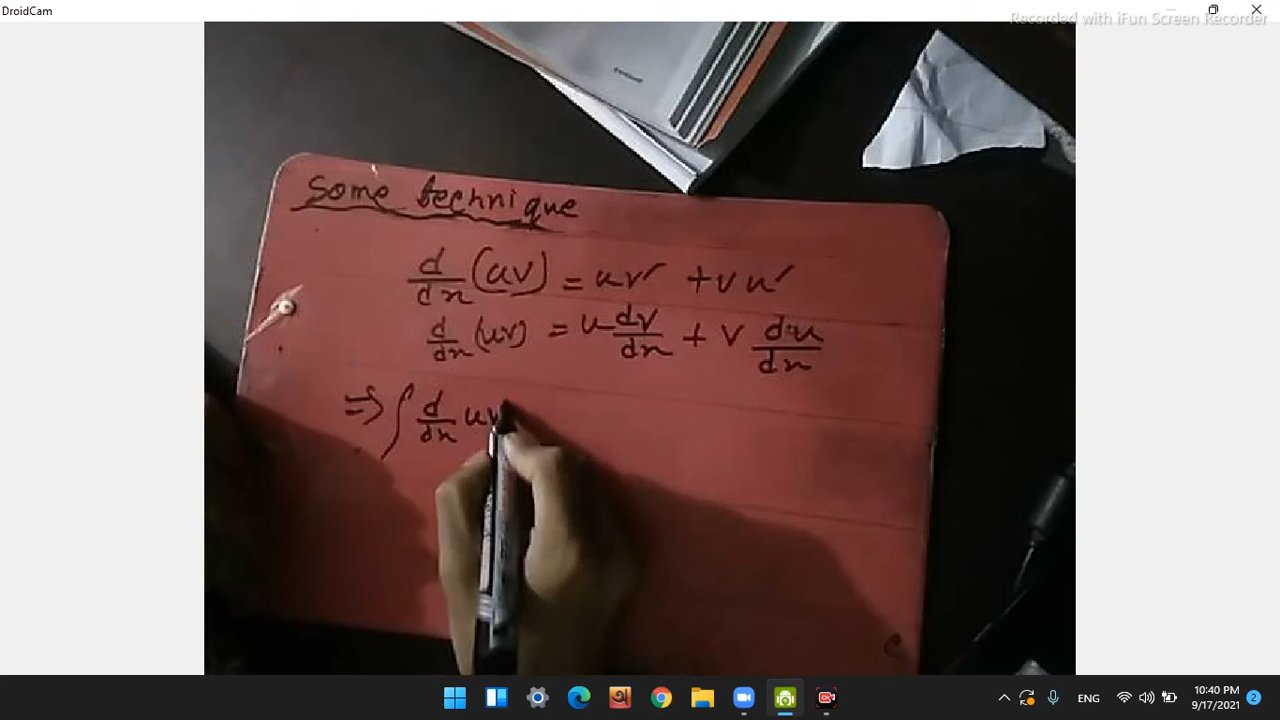 DroidCam
Recorded with iFun Screen Recorder
Some technique
d/dx (uv) = uv′ + vu′
d/dx (uv) = u dv/dx + v du/dx
⇒ ∫ d/dx uv
ENG
10:40 PM
9/17/2021
2